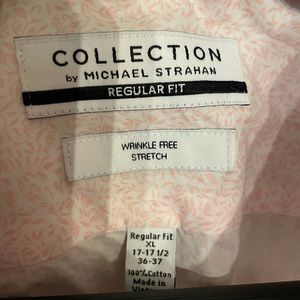 COLLECTION
by MICHAEL STRAHAN
REGULAR FIT
WRINKLE FREE
STRETCH
Regular Fit
XL
17-17 1/2
36-37
100% Cotton
Made in